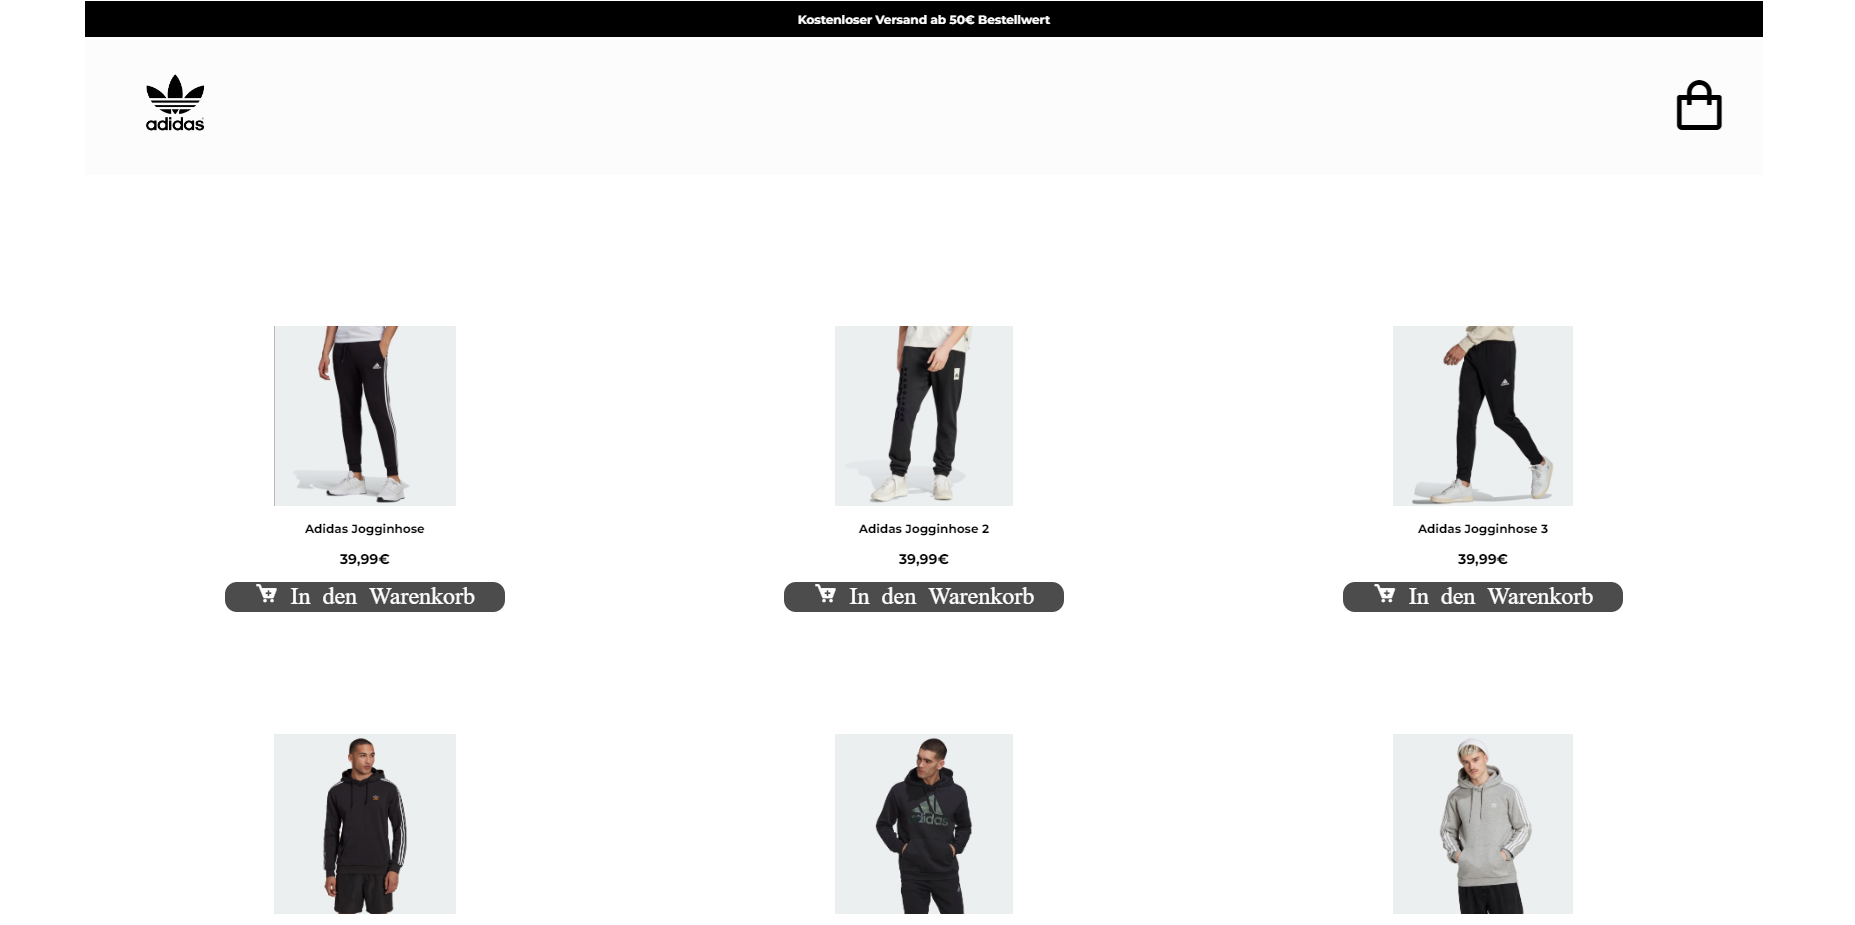 Kostenloser Versand ab 50€ Bestellwert
adidas
Adidas Jogginhose
Adidas Jogginhose 2
Adidas Jogginhose 3
39,99€
39,99€
39,99€
In den Warenkorb
In den Warenkorb
In den Warenkorb
adidas